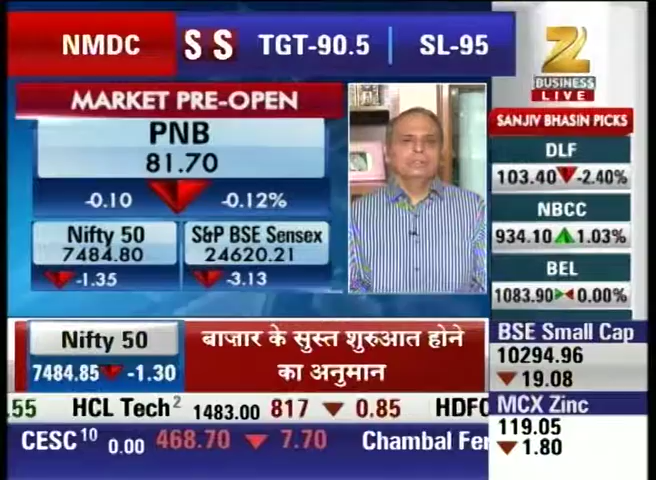 NMDC S S TGT-90.5 | SL-95
Z
BUSINESS
LIVE
MARKET PRE-OPEN
PNB
81.70
-0.10 -0.12%
Nifty 50
7484.80
-1.35
S&P BSE Sensex
24620.21
-3.13
SANJIV BHASIN PICKS
DLF
103.40 -2.40%
NBCC
934.10 1.03%
BEL
1083.90 0.00%
Nifty 50
7484.85 -1.30
बाज़ार के सुस्त शुरुआत होने
का अनुमान
BSE Small Cap
10294.96
19.08
MCX Zinc
119.05
1.80
.55 HCL Tech 2 1483.00 817 0.85 HDFC
CESC 10 0.00 468.70 7.70 Chambal Fer